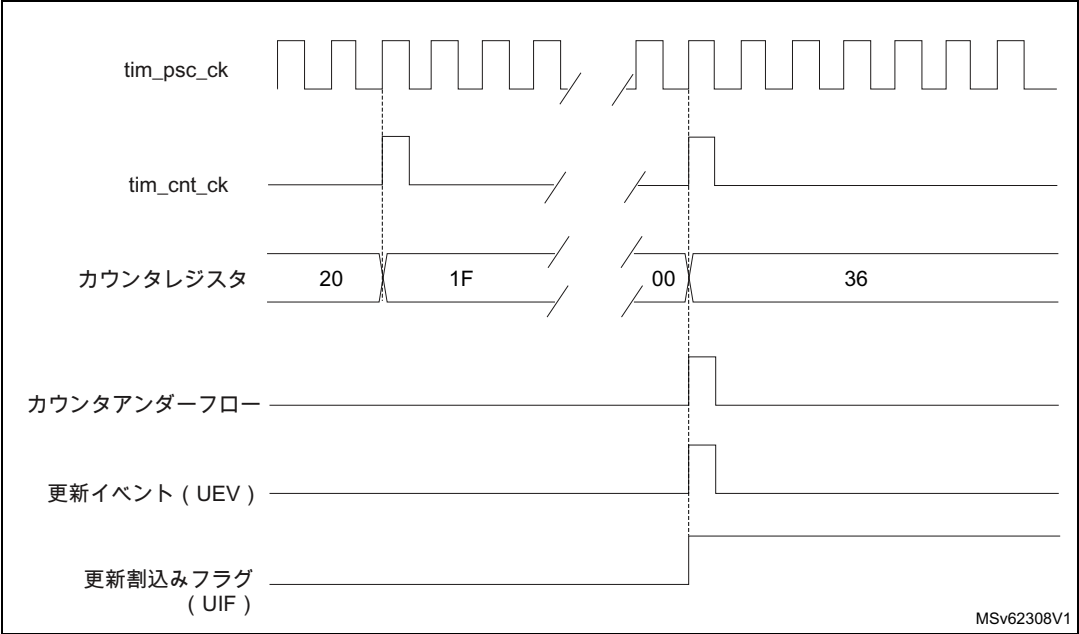 tim_psc_ck
tim_cnt_ck
カウンタレジスタ 20 1F 00 36
カウンタアンダーフロー
更新イベント ( UEV )
更新割込みフラグ
( UIF )
MSv62308V1